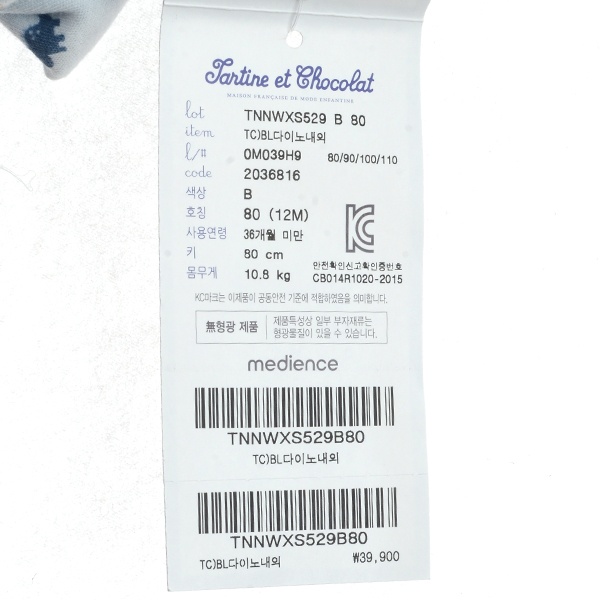 Tartine et Chocolat
MAISON FRANÇAISE DE MODE ENFANTINE
lot TNNWXS529 B 80
item TC)BL다이노내외
l/# 0M039H9 80/90/100/110
code 2036816
색상 B
호칭 80 (12M)
사용연령 36개월 미만
키 80 cm
몸무게 10.8 kg
안전확인신고확인증번호
CB014R1020-2015
KC마크는 이제품이 공통안전 기준에 적합하였음을 의미합니다.
無형광 제품
제품특성상 일부 부자재류는
형광물질이 있을 수 있습니다.
medience
TNNWXS529B80
TC)BL다이노내외
TNNWXS529B80
TC)BL다이노내외 ₩39,900